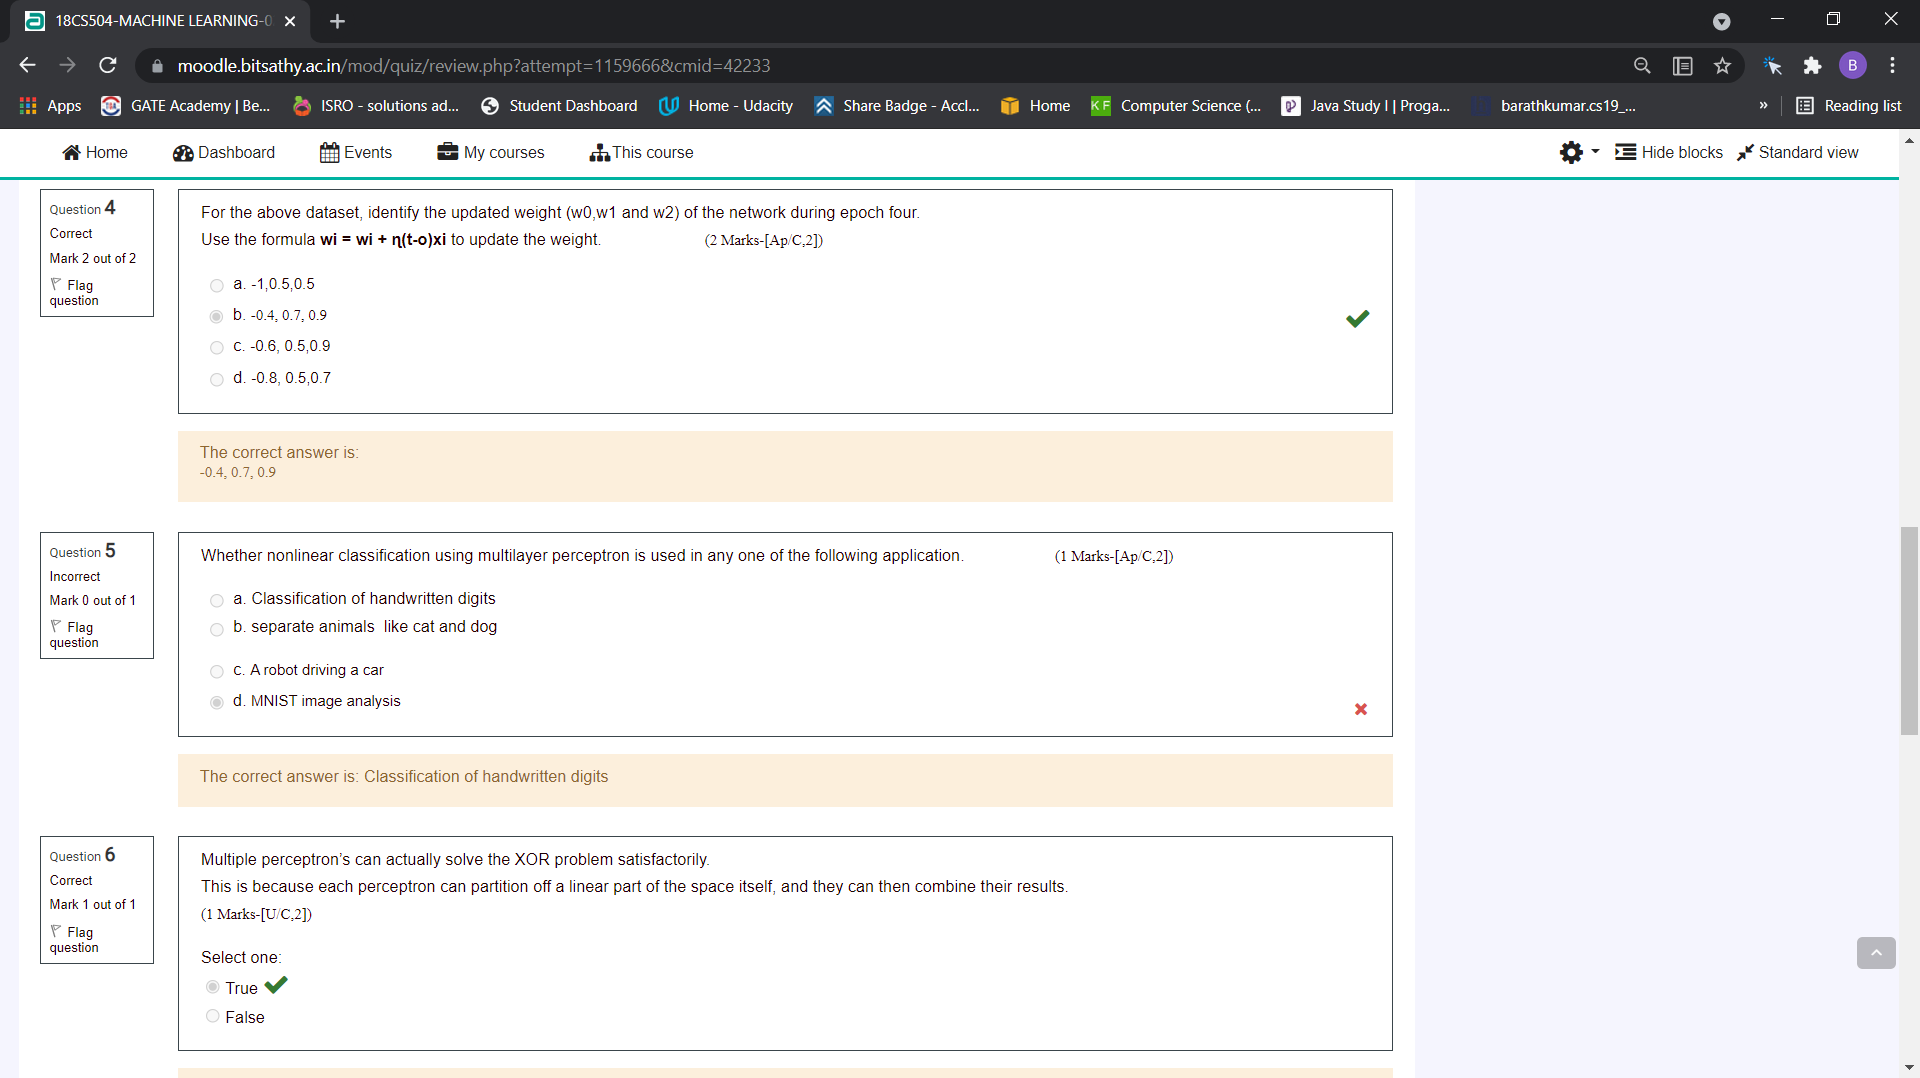 18CS504-MACHINE LEARNING-0
moodle.bitsathy.ac.in/mod/quiz/review.php?attempt=1159666&cmid=42233
B
Apps
GATE Academy | Be...
ISRO - solutions ad...
Student Dashboard
Home - Udacity
Share Badge - Accl...
Home
KF
Computer Science (...
Java Study I | Proga...
barathkumar.cs19_...
»
Reading list
Home
Dashboard
Events
My courses
This course
Hide blocks
Standard view
Question 4
Correct
Mark 2 out of 2
Flag
question
For the above dataset, identify the updated weight (w0,w1 and w2) of the network during epoch four.
Use the formula wi = wi + η(t-o)xi to update the weight. (2 Marks-[Ap/C,2])
a. -1,0.5,0.5
b. -0.4, 0.7, 0.9
c. -0.6, 0.5,0.9
d. -0.8, 0.5,0.7
The correct answer is:
-0.4, 0.7, 0.9
Question 5
Incorrect
Mark 0 out of 1
Flag
question
Whether nonlinear classification using multilayer perceptron is used in any one of the following application. (1 Marks-[Ap/C,2])
a. Classification of handwritten digits
b. separate animals like cat and dog
c. A robot driving a car
d. MNIST image analysis
The correct answer is: Classification of handwritten digits
Question 6
Correct
Mark 1 out of 1
Flag
question
Multiple perceptron's can actually solve the XOR problem satisfactorily.
This is because each perceptron can partition off a linear part of the space itself, and they can then combine their results.
(1 Marks-[U/C,2])
Select one:
True
False